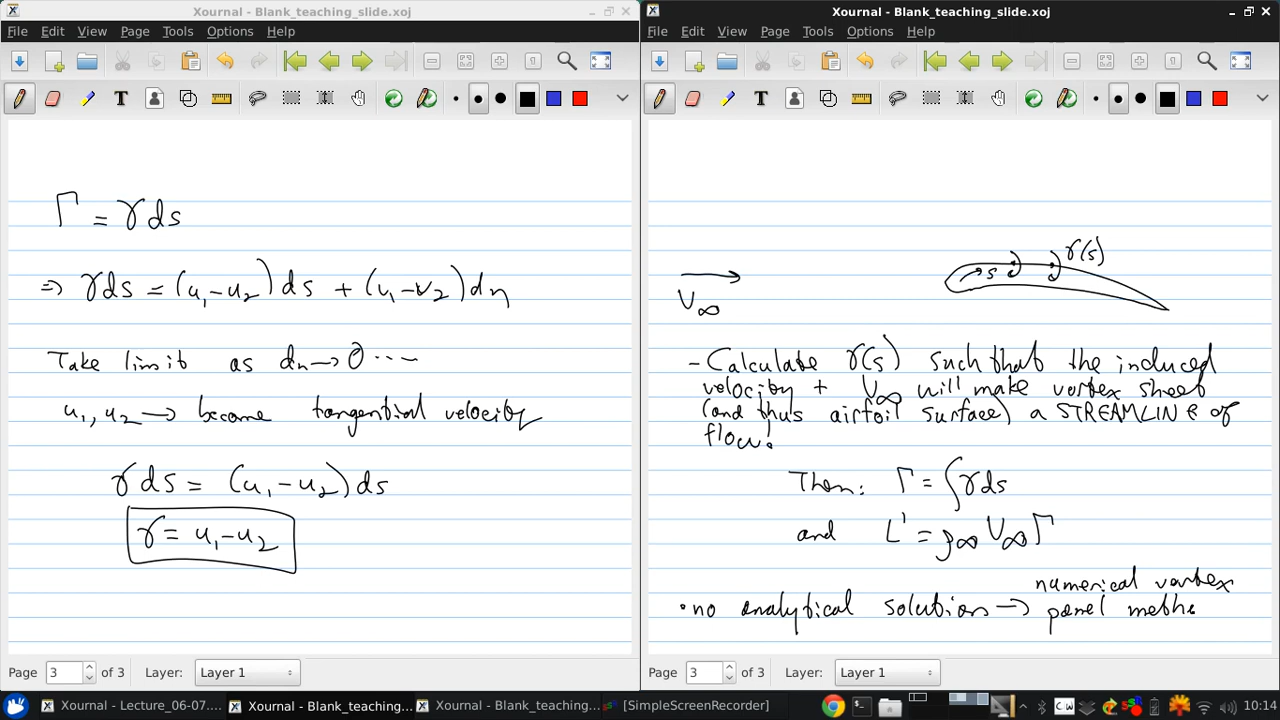 Xournal - Blank_teaching_slide.xoj
File Edit View Page Tools Options Help
Γ = γds
⇒ γds = (u₁-u₂)ds + (v₁-v₂)dn
Take limit as dn → 0 ...
u₁, u₂ → become tangential velocity
γds = (u₁-u₂)ds
γ = u₁-u₂
Page 3 of 3 Layer: Layer 1
Xournal - Blank_teaching_slide.xoj
File Edit View Page Tools Options Help
γ(s)
s
V∞
- Calculate γ(s) such that the induced
velocity + V∞ will make vortex sheet
(and thus airfoil surface) a STREAMLINE of
flow!
Then: Γ = ∫γds
and L' = ρ∞ V∞ Γ
numerical vortex
• no analytical solution → panel metho
Page 3 of 3 Layer: Layer 1
Xournal - Lecture_06-07.... Xournal - Blank_teaching... Xournal - Blank_teaching... [SimpleScreenRecorder] 10:14